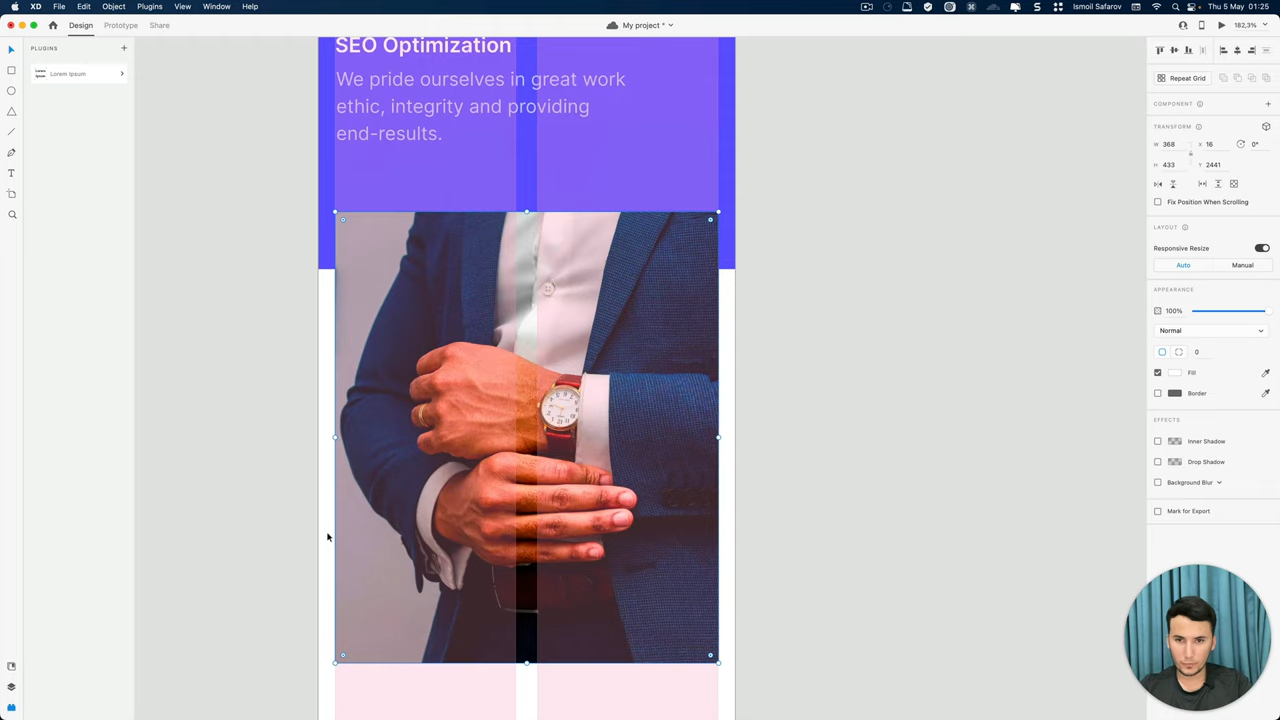 XD File Edit Object Plugins View Window Help
Ismoil Safarov Thu 5 May 01:25
Design Prototype Share
My project *
182,3%
PLUGINS
Lorem Ipsum
SEO Optimization
We pride ourselves in great work
ethic, integrity and providing
end-results.
Repeat Grid
COMPONENT
TRANSFORM
W 368 X 16 0°
H 433 Y 2441
Fix Position When Scrolling
LAYOUT
Responsive Resize
Auto Manual
APPEARANCE
100%
Normal
0
Fill
Border
EFFECTS
Inner Shadow
Drop Shadow
Background Blur
Mark for Export